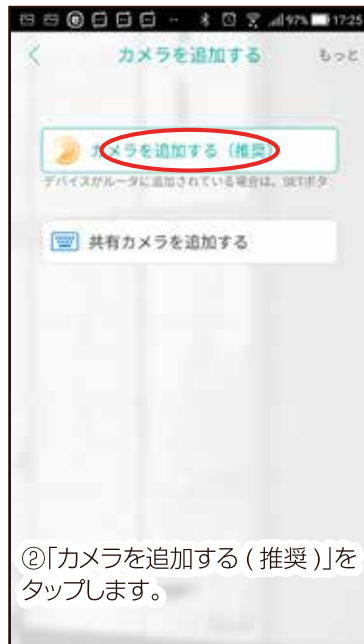 97% 17:25
カメラを追加する もっと
カメラを追加する（推奨）
デバイスがルータに追加されている場合は、SETボタ
共有カメラを追加する
②｢カメラを追加する ( 推奨 )｣を
タップします。